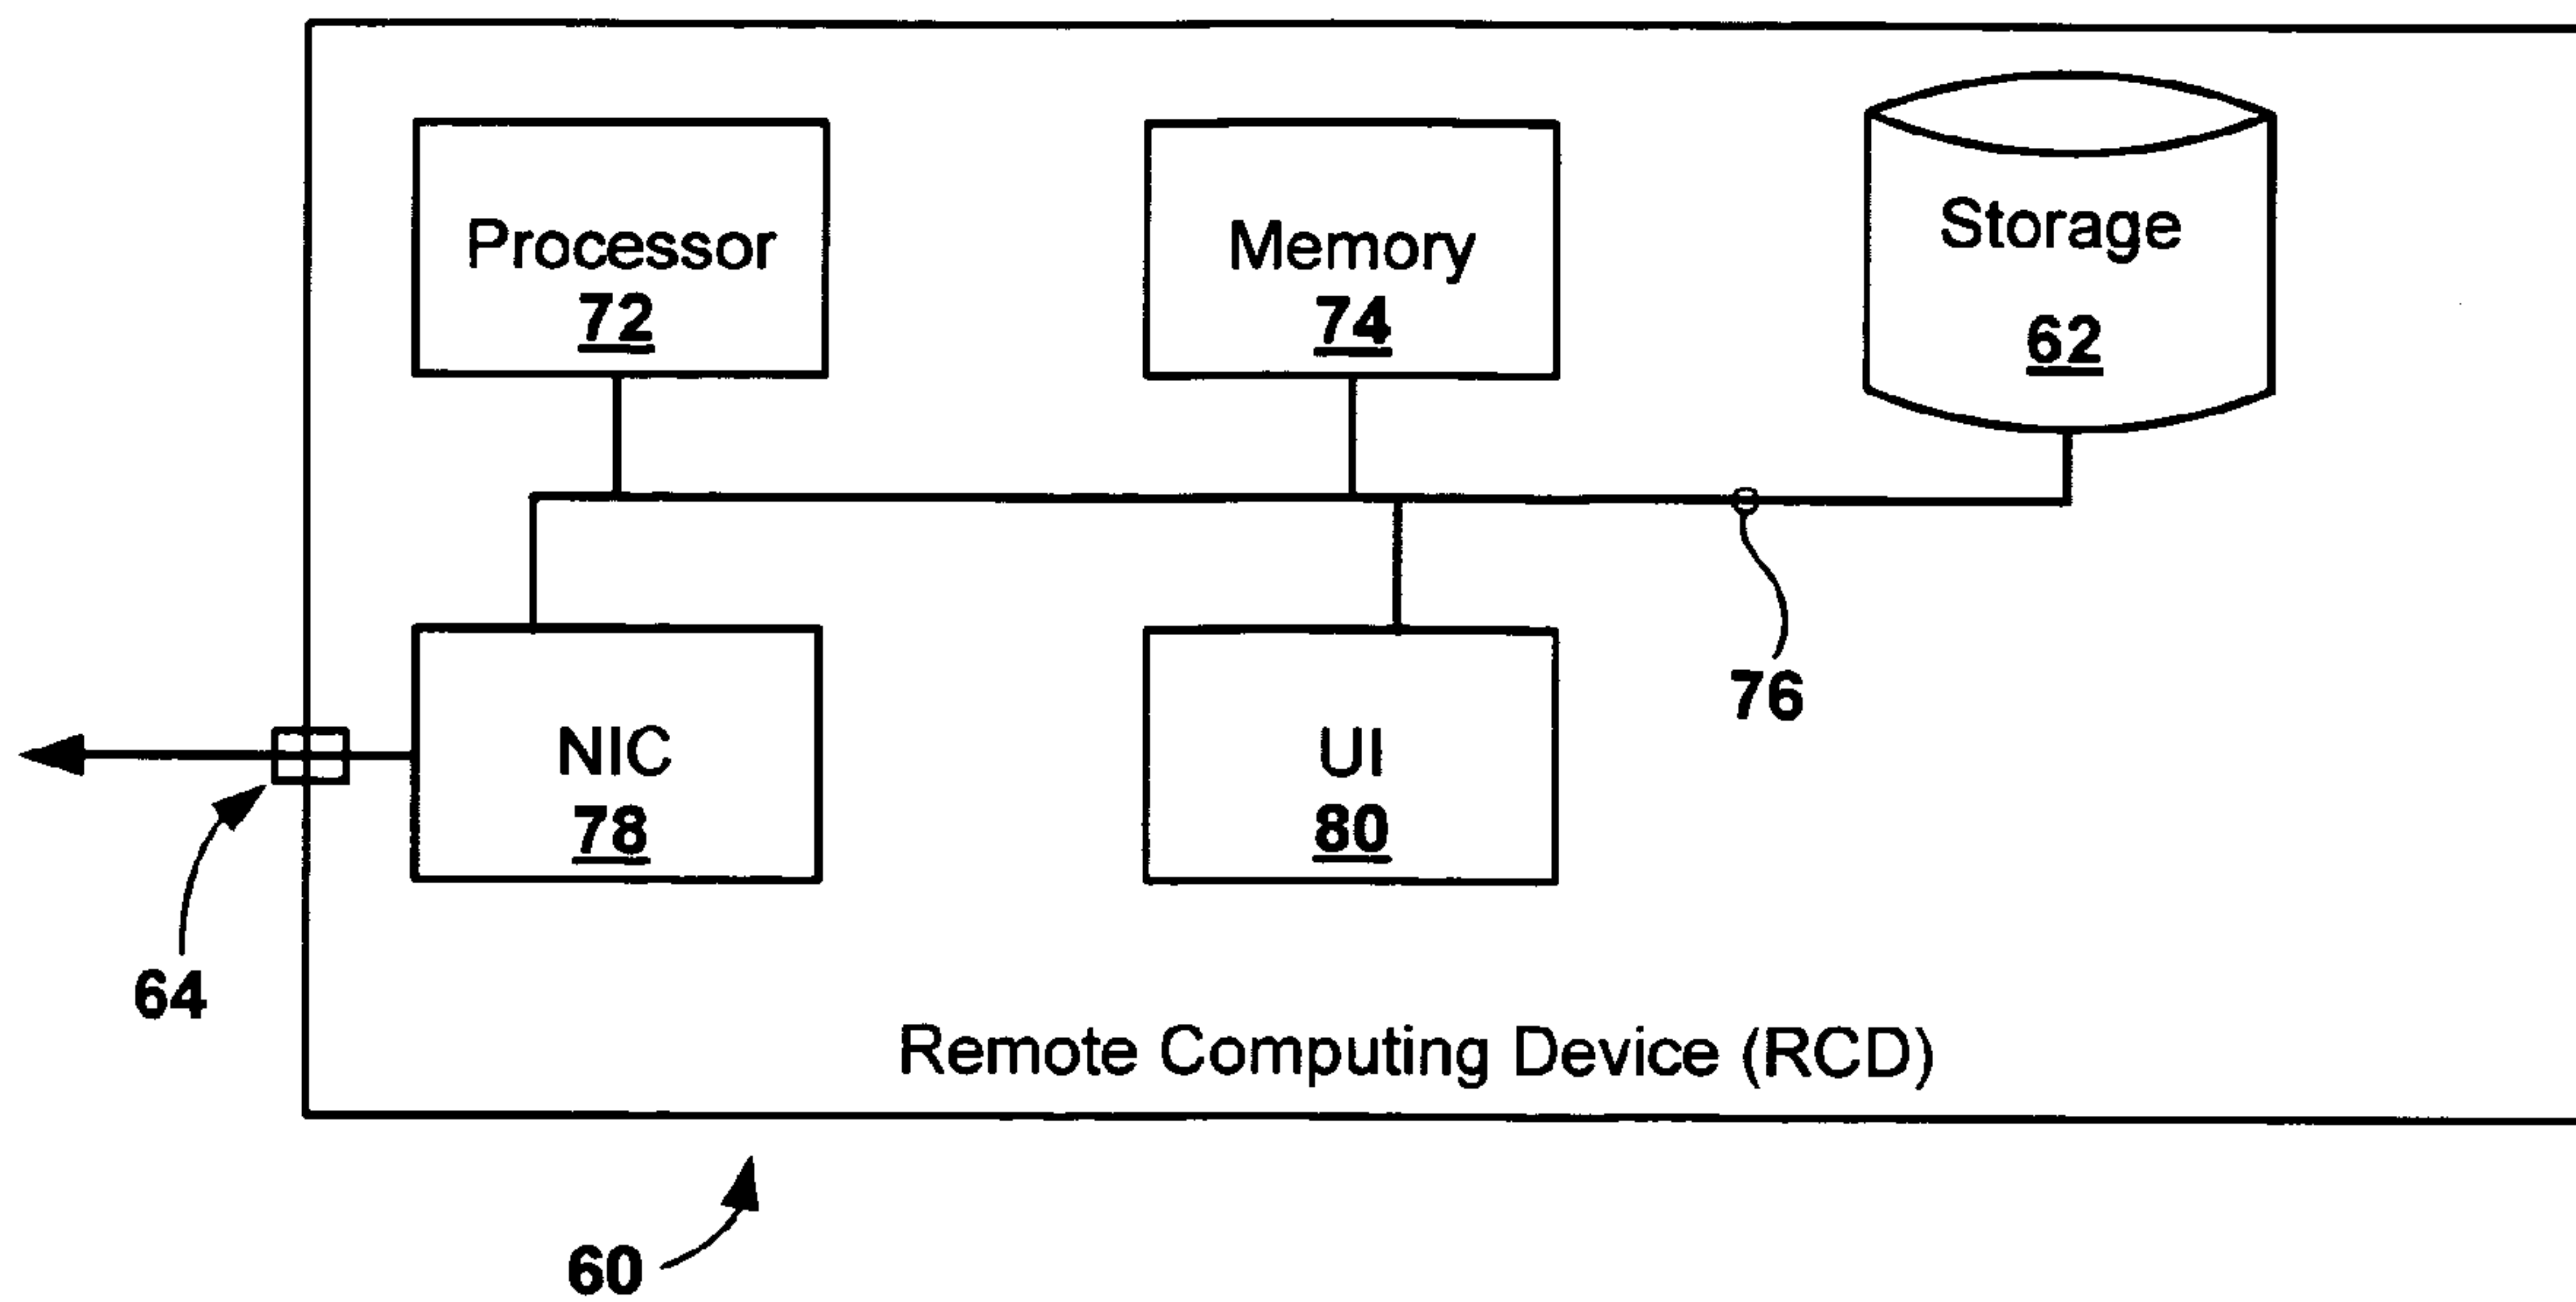 Processor
72
Memory
74
Storage
62
76
NIC
78
UI
80
64
Remote Computing Device (RCD)
60